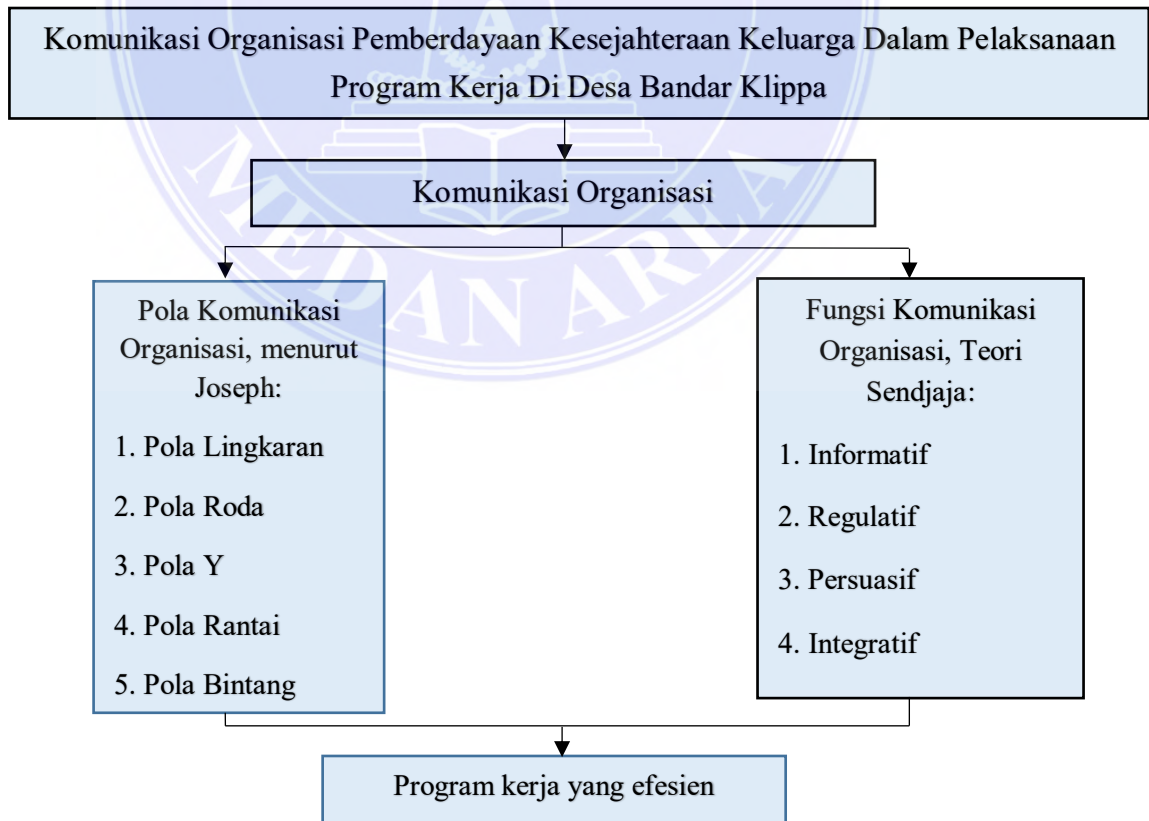 Komunikasi Organisasi Pemberdayaan Kesejahteraan Keluarga Dalam Pelaksanaan
Program Kerja Di Desa Bandar Klippa
Komunikasi Organisasi
Pola Komunikasi
Organisasi, menurut
Joseph:
1. Pola Lingkaran
2. Pola Roda
3. Pola Y
4. Pola Rantai
5. Pola Bintang
Fungsi Komunikasi
Organisasi, Teori
Sendjaja:
1. Informatif
2. Regulatif
3. Persuasif
4. Integratif
Program kerja yang efesien
MEDAN AREA